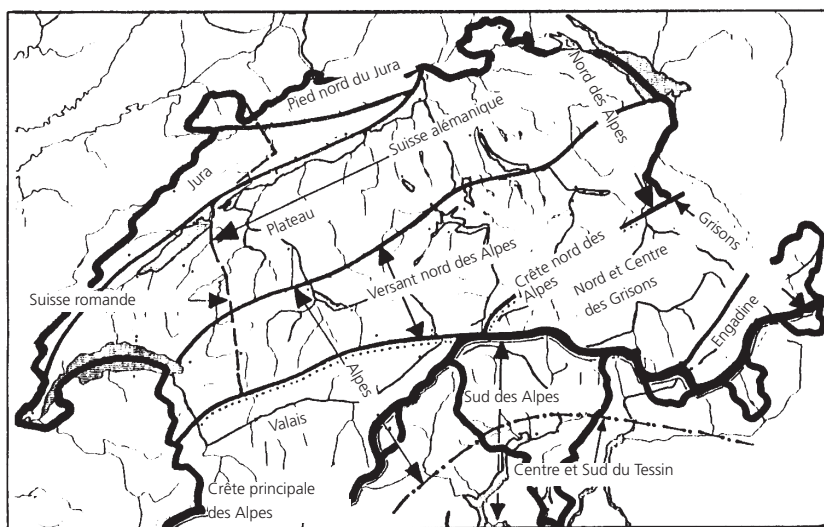 Pied nord du Jura
Nord des Alpes
Suisse alémanique
Jura
Plateau
Grisons
Versant nord des Alpes
Crête nord des
Alpes
Nord et Centre
des Grisons
Suisse romande
Engadine
Alpes
Sud des Alpes
Valais
Centre et Sud du Tessin
Crête principale
des Alpes